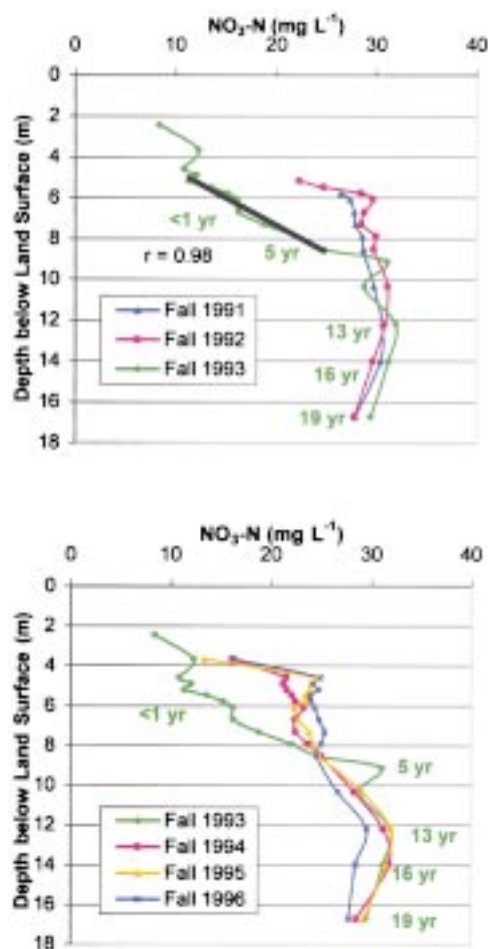 NO3-N (mg L-1)
0 10 20 30 40
Depth below Land Surface (m)
0
2
4
6
8
10
12
14
16
18
<1 yr
5 yr
r = 0.98
13 yr
16 yr
19 yr
Fall 1991
Fall 1992
Fall 1993
NO3-N (mg L-1)
0 10 20 30 40
Depth below Land Surface (m)
0
2
4
6
8
10
12
14
16
18
<1 yr
5 yr
13 yr
16 yr
19 yr
Fall 1993
Fall 1994
Fall 1995
Fall 1996